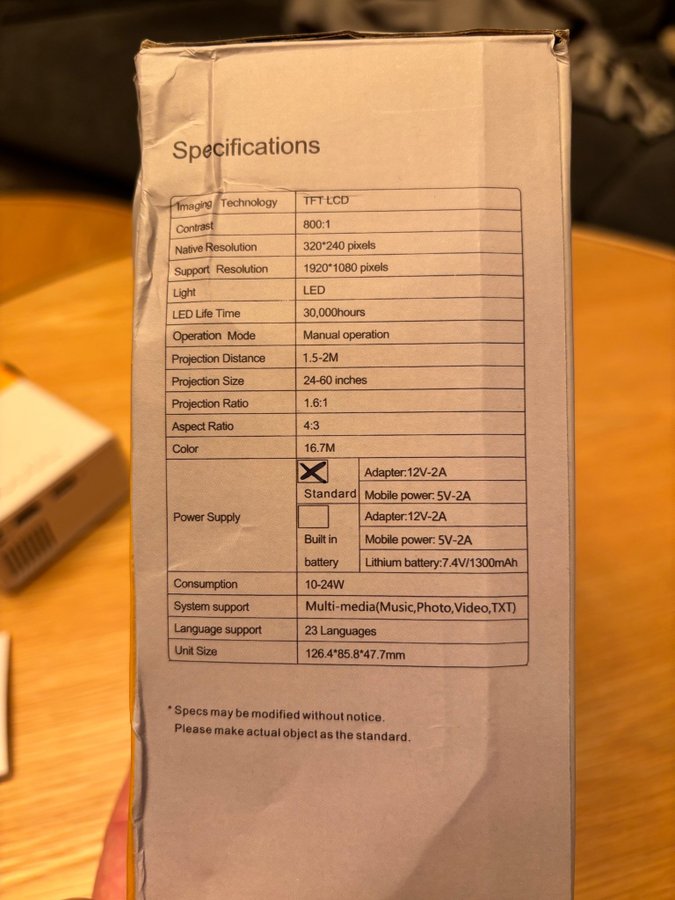 Specifications
Imaging Technology TFT LCD
Contrast 800:1
Native Resolution 320*240 pixels
Support Resolution 1920*1080 pixels
Light LED
LED Life Time 30,000hours
Operation Mode Manual operation
Projection Distance 1.5-2M
Projection Size 24-60 inches
Projection Ratio 1.6:1
Aspect Ratio 4:3
Color 16.7M
Power Supply
Standard
Adapter:12V-2A
Mobile power: 5V-2A
Built in
battery
Adapter:12V-2A
Mobile power: 5V-2A
Lithium battery:7.4V/1300mAh
Consumption 10-24W
System support Multi-media(Music,Photo,Video,TXT)
Language support 23 Languages
Unit Size 126.4*85.8*47.7mm
* Specs may be modified without notice.
Please make actual object as the standard.